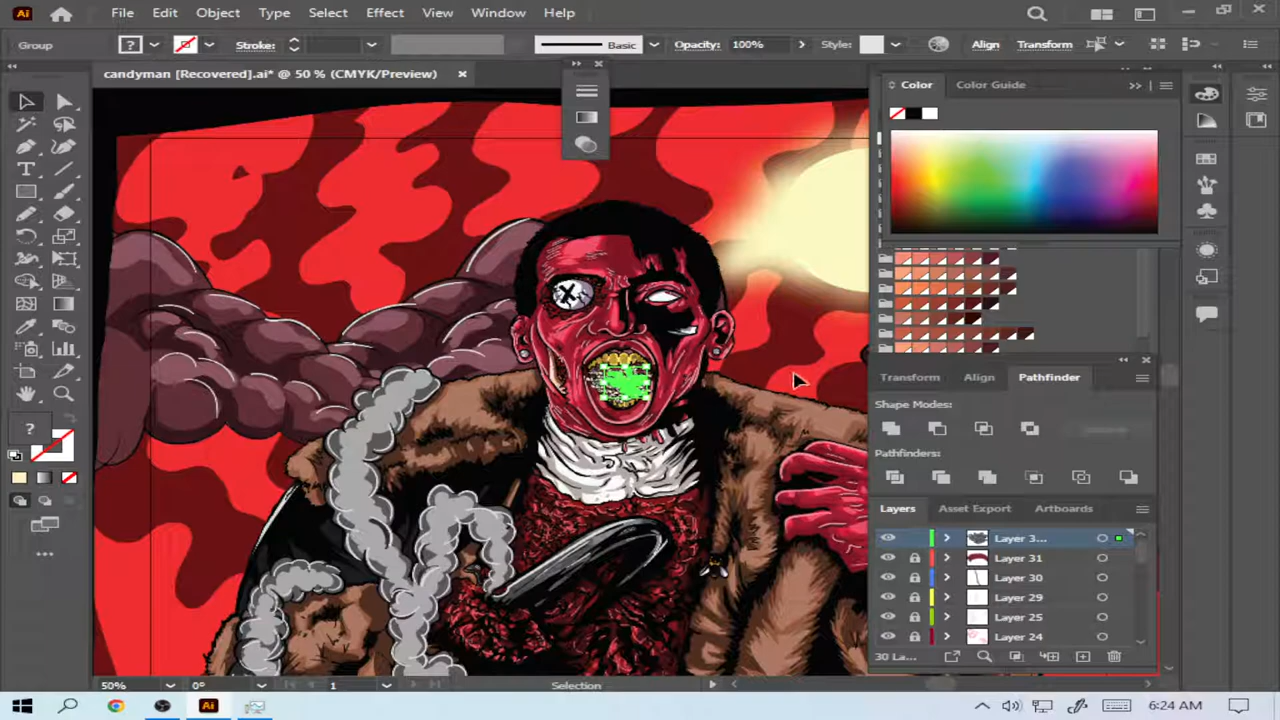 Ai File Edit Object Type Select Effect View Window Help
Group ? Stroke: Basic Opacity: 100% Style: Align Transform
candyman [Recovered].ai* @ 50 % (CMYK/Preview)
Color Color Guide
Transform Align Pathfinder
Shape Modes:
Pathfinders:
Layers Asset Export Artboards
Layer 3...
Layer 31
Layer 30
Layer 29
Layer 25
Layer 24
30 La...
?
50% 0° 1 Selection
Ai 6:24 AM